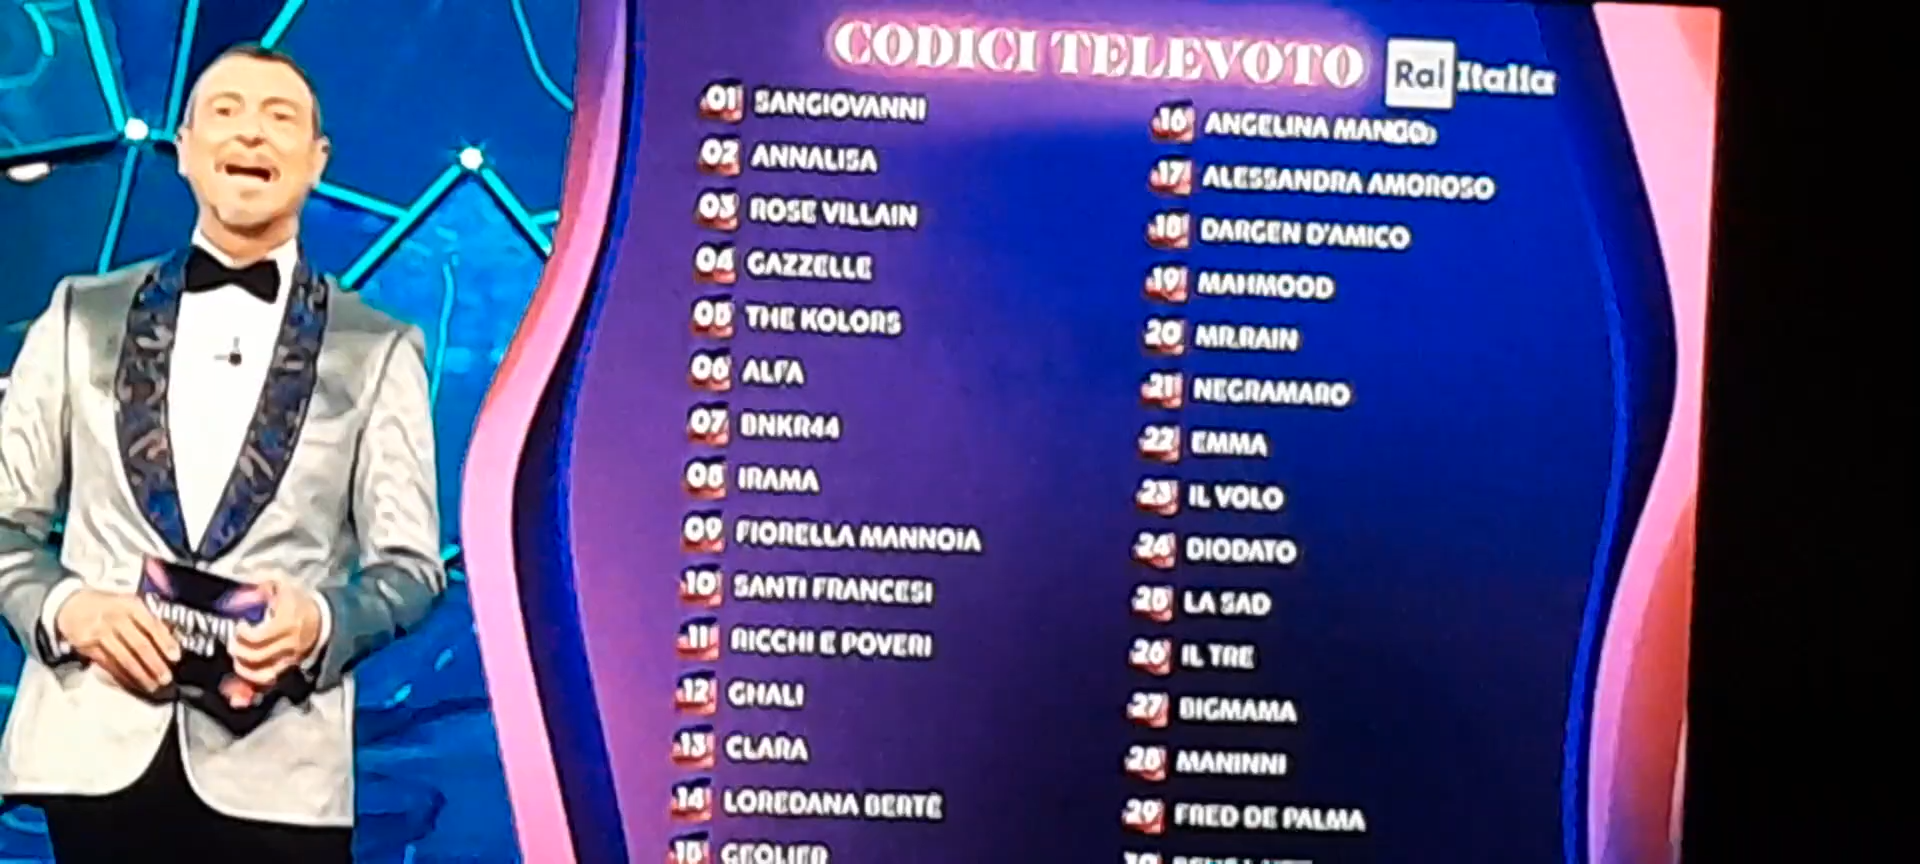 CODICI TELEVOTO
Rai Italia
01 SANGIOVANNI
02 ANNALISA
03 ROSE VILLAIN
04 GAZZELLE
05 THE KOLORS
06 ALFA
07 BNKR44
08 IRAMA
09 FIORELLA MANNOIA
10 SANTI FRANCESI
11 RICCHI E POVERI
12 GHALI
13 CLARA
14 LOREDANA BERTÈ
15 GEOLIER
16 ANGELINA MANGO
17 ALESSANDRA AMOROSO
18 DARGEN D'AMICO
19 MAHMOOD
20 MR.RAIN
21 NEGRAMARO
22 EMMA
23 IL VOLO
24 DIODATO
25 LA SAD
26 IL TRE
27 BIGMAMA
28 MANINNI
29 FRED DE PALMA
30